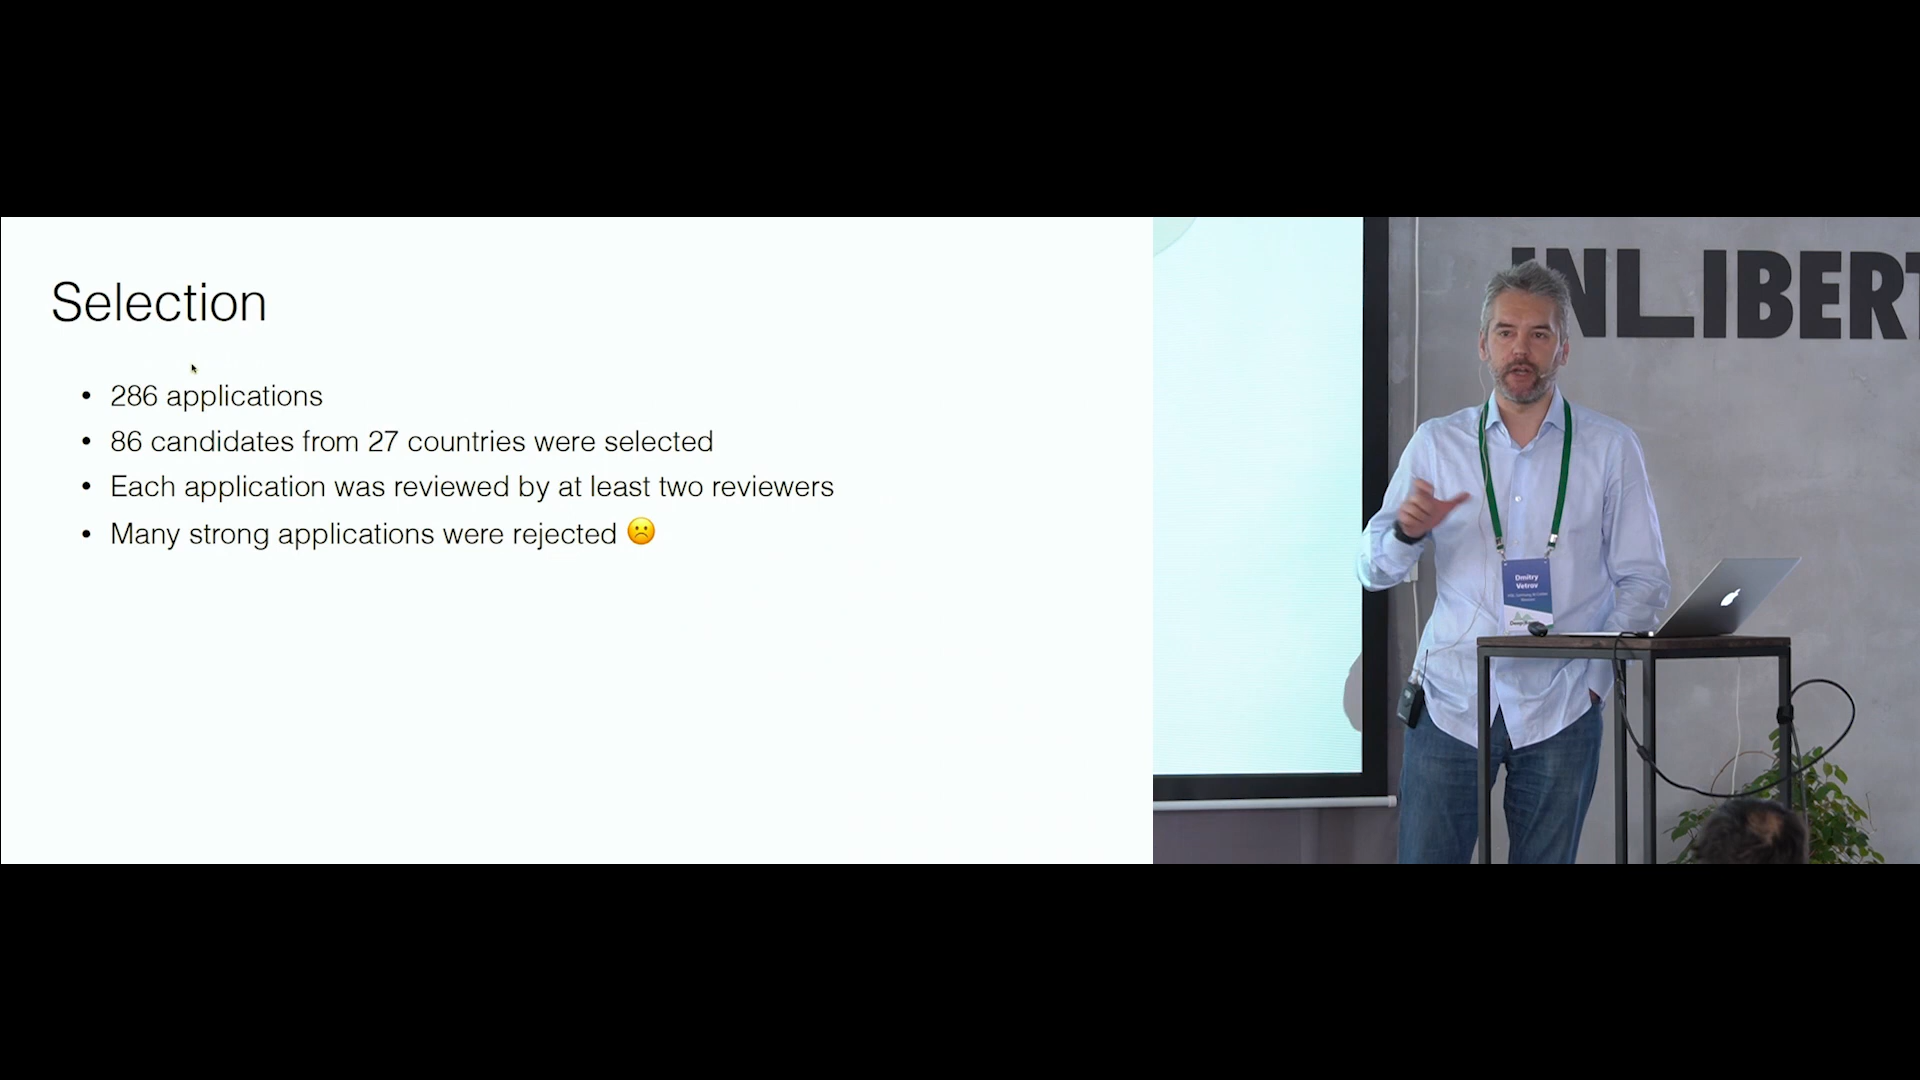 Selection
• 286 applications
• 86 candidates from 27 countries were selected
• Each application was reviewed by at least two reviewers
• Many strong applications were rejected ☹️
INLIBERT
Dmitry
Vetrov